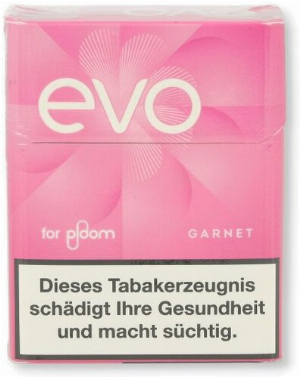 evo
for ploom
GARNET
Dieses Tabakerzeugnis
schädigt Ihre Gesundheit
und macht süchtig.